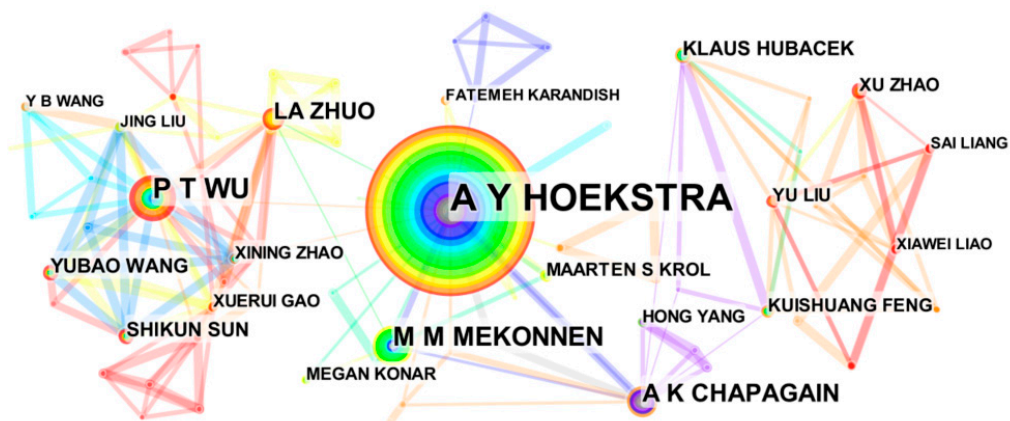 KLAUS HUBACEK
XU ZHAO
FATEMEH KARANDISH
Y B WANG
LA ZHUO
JING LIU
SAI LIANG
P T WU
A Y HOEKSTRA
YU LIU
XIAWEI LIAO
XINING ZHAO
YUBAO WANG
MAARTEN S KROL
XUERUI GAO
KUISHUANG FENG
HONG YANG
SHIKUN SUN
M M MEKONNEN
MEGAN KONAR
A K CHAPAGAIN